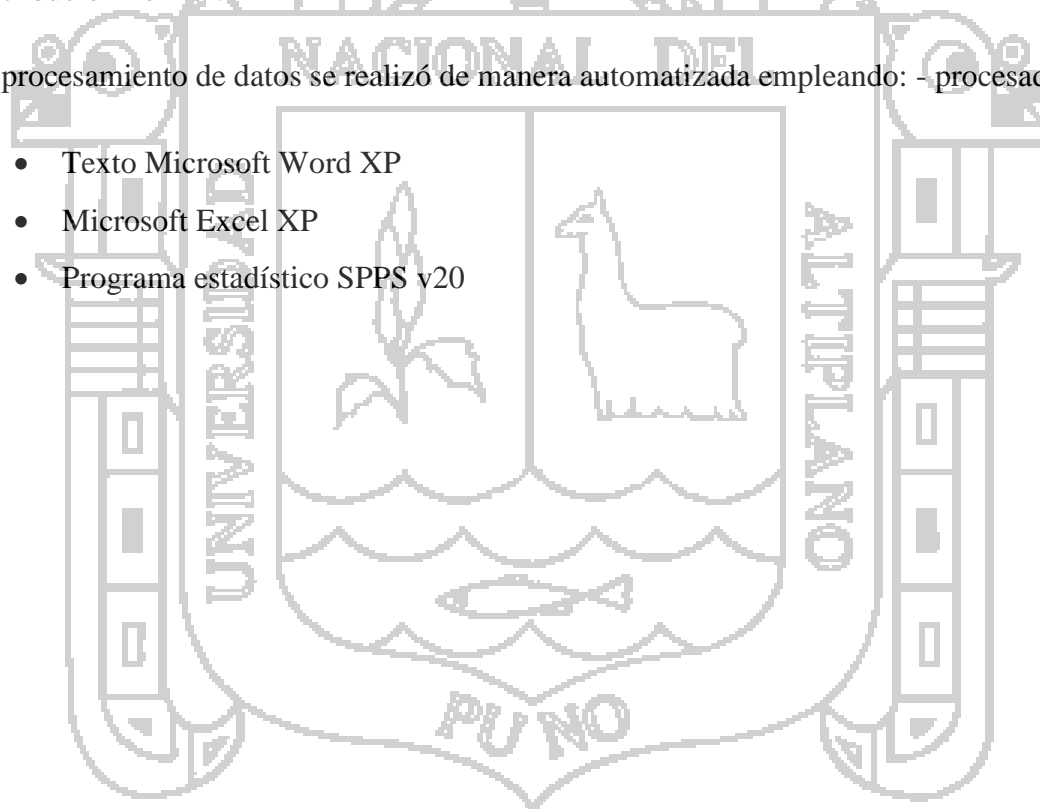 NACIONAL DEL
procesamiento de datos se realizó de manera automatizada empleando: -
• Texto Microsoft Word XP
• Microsoft Excel XP
• Programa estadístico SPPS v20
UNIVERSIDAD
ALTIPLANO
PUNO